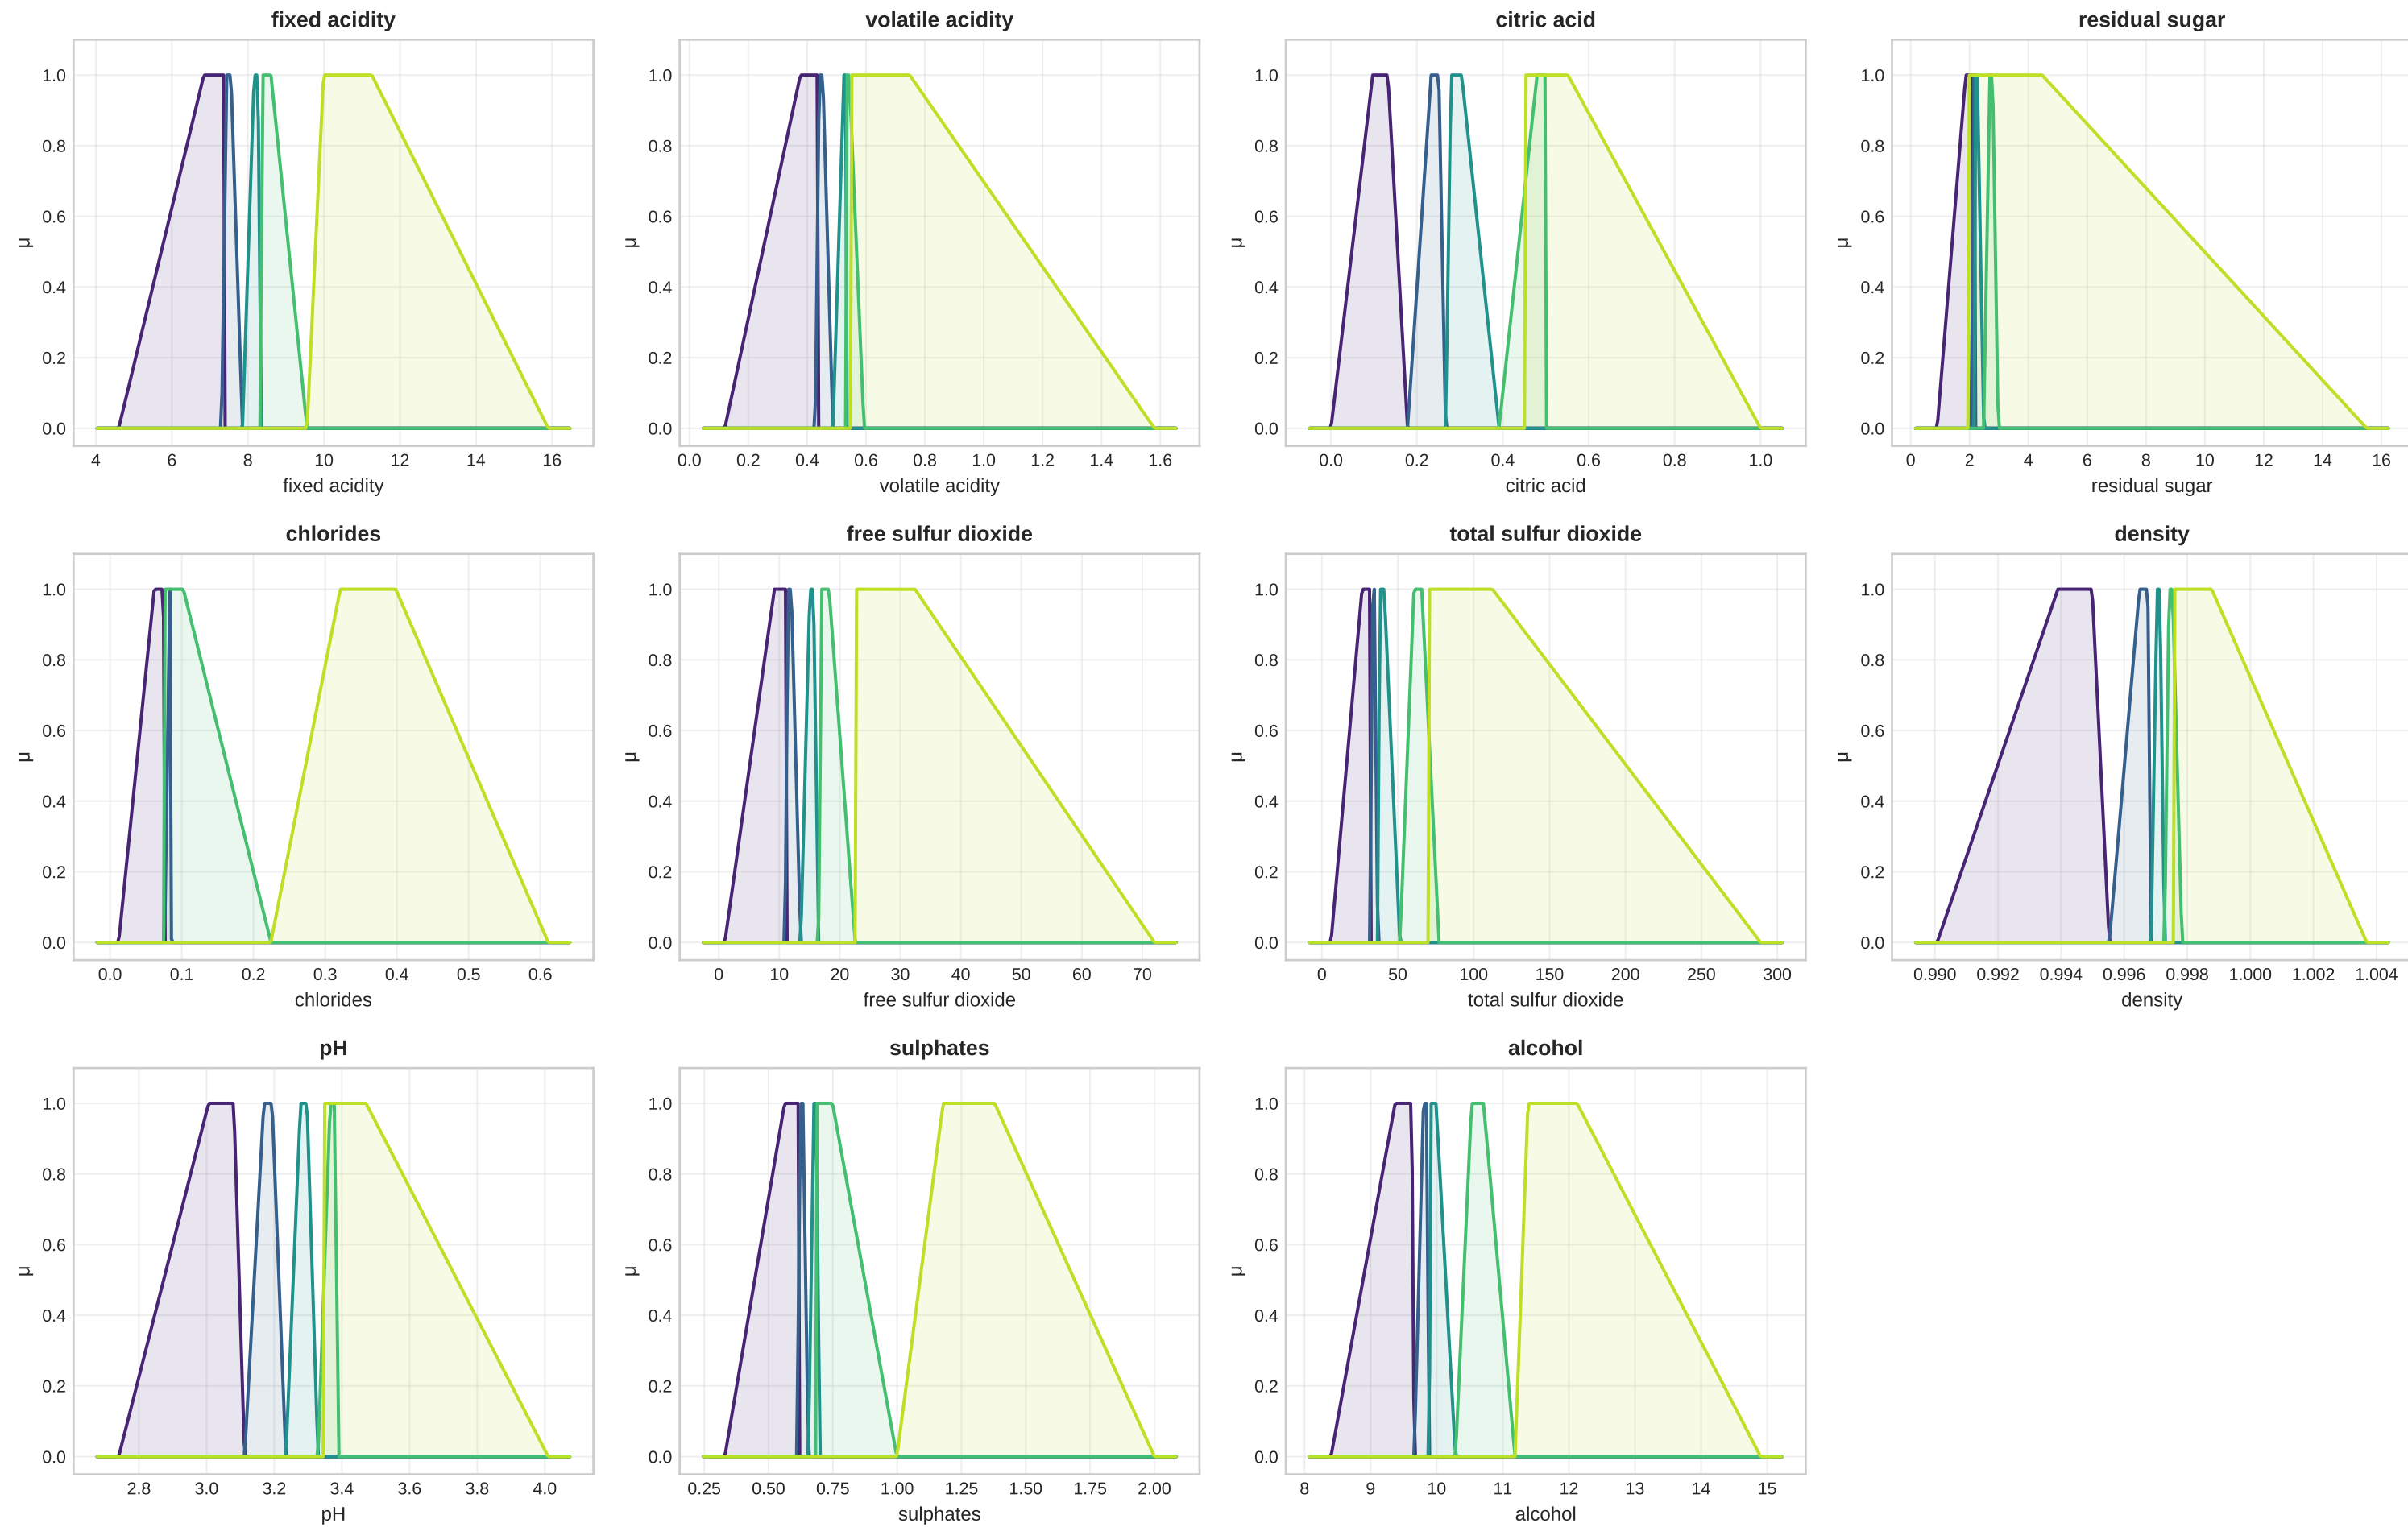 fixed acidity
volatile acidity
citric acid
residual sugar
1.0
0.8
0.6
0.4
0.2
0.0
μ
4 6 8 10 12 14 16
fixed acidity
1.0
0.8
0.6
0.4
0.2
0.0
μ
0.0 0.2 0.4 0.6 0.8 1.0 1.2 1.4 1.6
volatile acidity
1.0
0.8
0.6
0.4
0.2
0.0
μ
0.0 0.2 0.4 0.6 0.8 1.0
citric acid
1.0
0.8
0.6
0.4
0.2
0.0
μ
0 2 4 6 8 10 12 14 16
residual sugar
chlorides
free sulfur dioxide
total sulfur dioxide
density
1.0
0.8
0.6
0.4
0.2
0.0
μ
0.0 0.1 0.2 0.3 0.4 0.5 0.6
chlorides
1.0
0.8
0.6
0.4
0.2
0.0
μ
0 10 20 30 40 50 60 70
free sulfur dioxide
1.0
0.8
0.6
0.4
0.2
0.0
μ
0 50 100 150 200 250 300
total sulfur dioxide
1.0
0.8
0.6
0.4
0.2
0.0
μ
0.990 0.992 0.994 0.996 0.998 1.000 1.002 1.004
density
pH
sulphates
alcohol
1.0
0.8
0.6
0.4
0.2
0.0
μ
2.8 3.0 3.2 3.4 3.6 3.8 4.0
pH
1.0
0.8
0.6
0.4
0.2
0.0
μ
0.25 0.50 0.75 1.00 1.25 1.50 1.75 2.00
sulphates
1.0
0.8
0.6
0.4
0.2
0.0
μ
8 9 10 11 12 13 14 15
alcohol